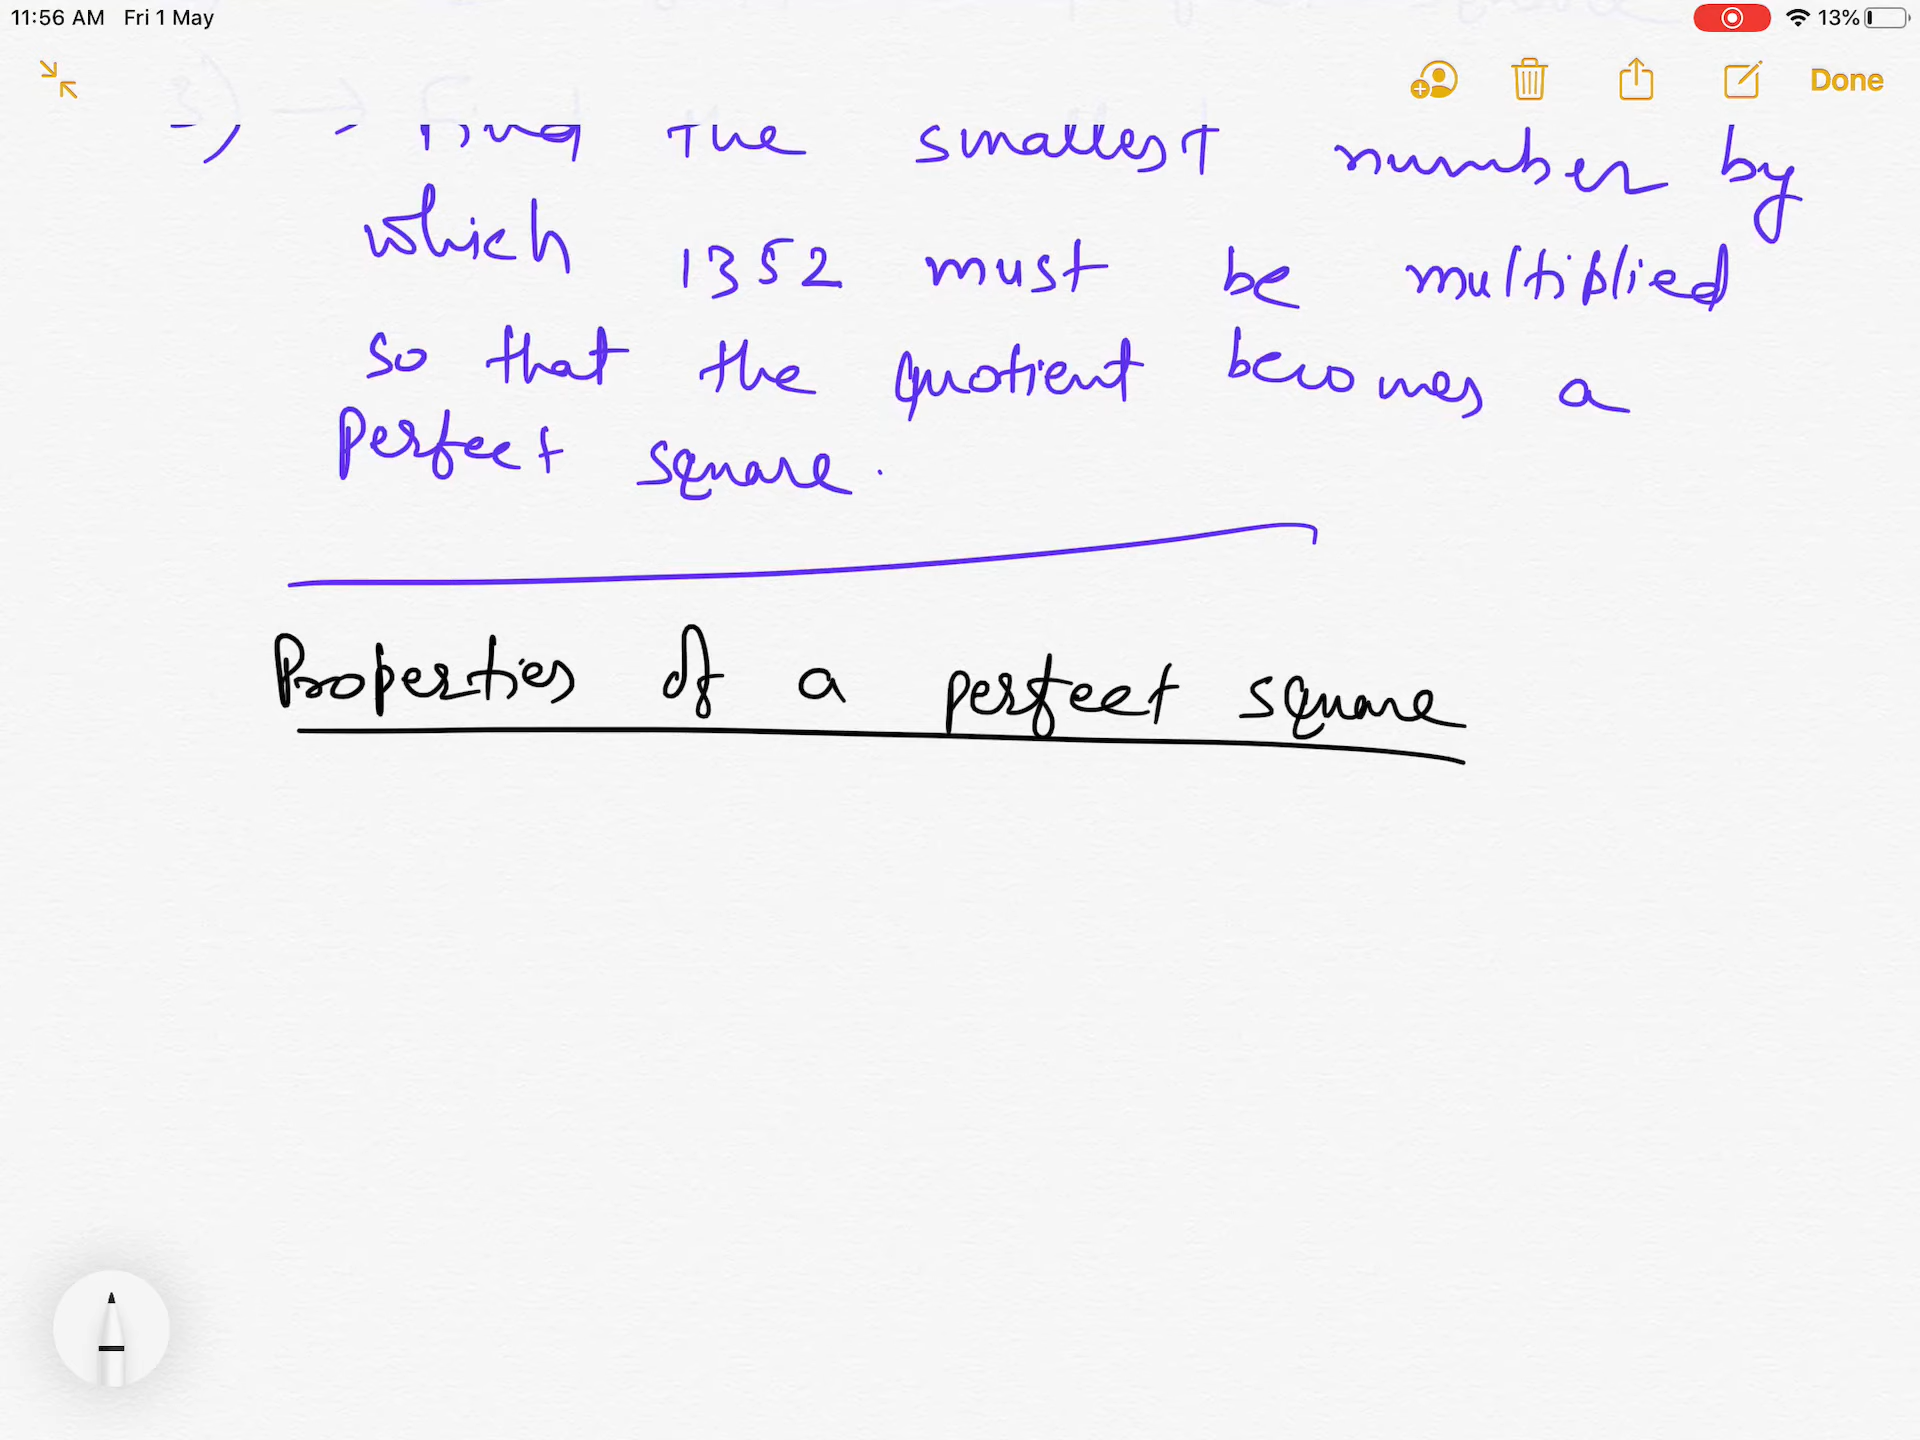 11:56 AM Fri 1 May 13%
Done
find the smallest number by
which 1352 must be multiplied
so that the quotient becomes a
Perfect square.
Properties of a perfect square